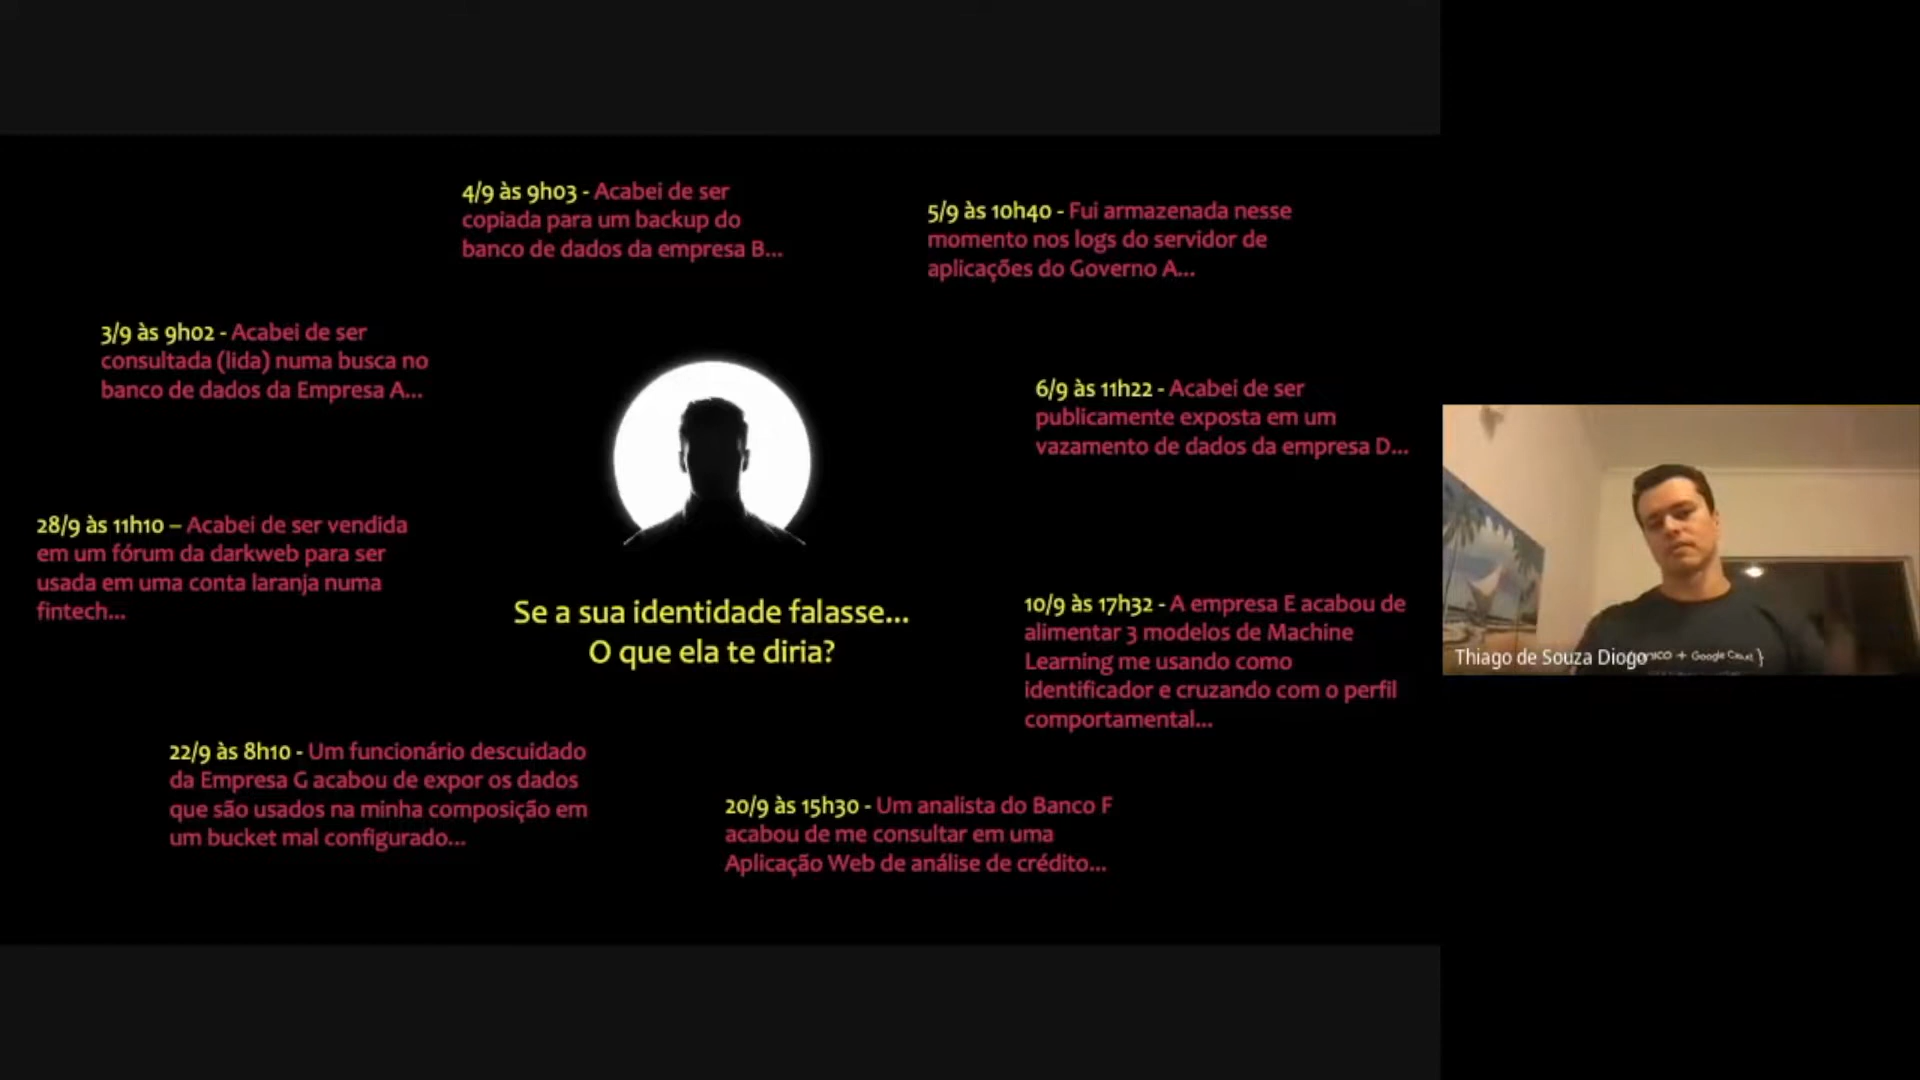 4/9 às 9h03 - Acabei de ser
copiada para um backup do
banco de dados da empresa B...
5/9 às 10h40 - Fui armazenada nesse
momento nos logs do servidor de
aplicações do Governo A...
3/9 às 9h02 - Acabei de ser
consultada (lida) numa busca no
banco de dados da Empresa A...
6/9 às 11h22 - Acabei de ser
publicamente exposta em um
vazamento de dados da empresa D...
28/9 às 11h10 – Acabei de ser vendida
em um fórum da darkweb para ser
usada em uma conta laranja numa
fintech...
Se a sua identidade falasse...
O que ela te diria?
10/9 às 17h32 - A empresa E acabou de
alimentar 3 modelos de Machine
Learning me usando como
identificador e cruzando com o perfil
comportamental...
22/9 às 8h10 - Um funcionário descuidado
da Empresa G acabou de expor os dados
que são usados na minha composição em
um bucket mal configurado...
20/9 às 15h30 - Um analista do Banco F
acabou de me consultar em uma
Aplicação Web de análise de crédito...
Thiago de Souza Diogo
+ Google Cloud }